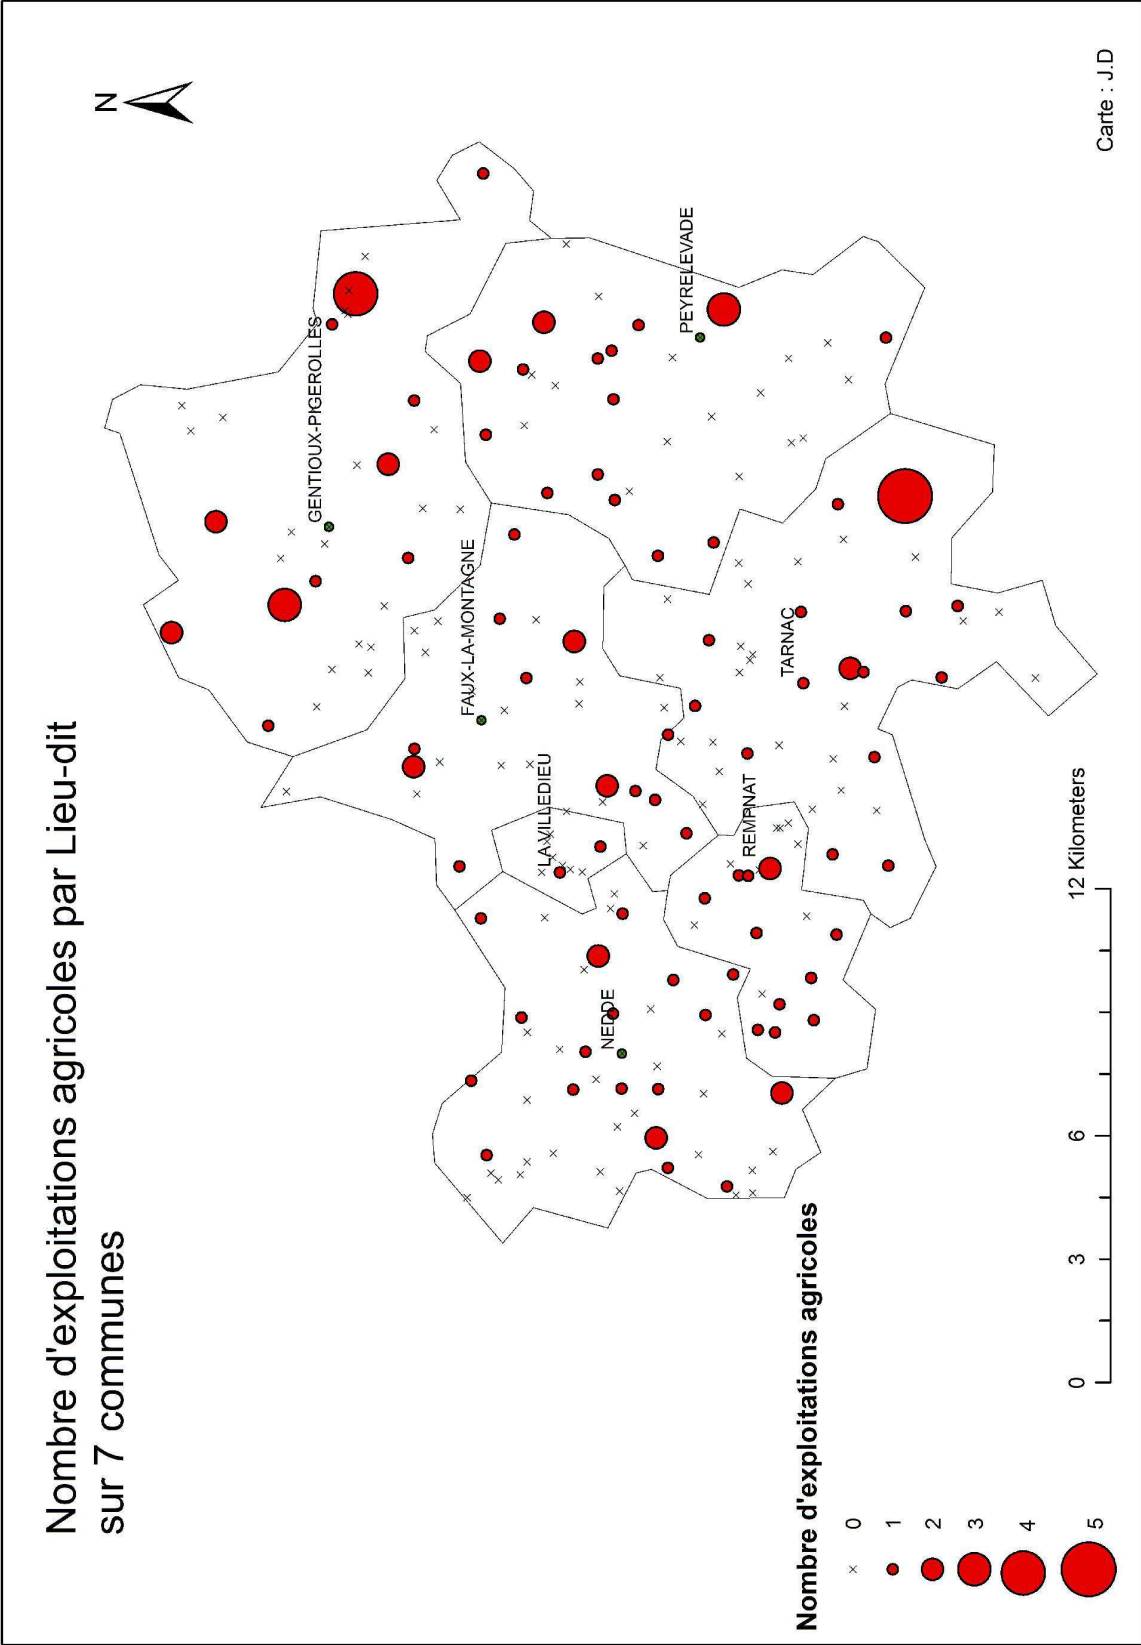 Nombre d'exploitations agricoles par Lieu-dit
sur 7 communes
N
GENTIOUX-PIGEROLLES
FAUX-LA-MONTAGNE
LA VILLEDIEU
NEDDE
PEYRELEVADE
REMPNAT
TARNAC
Nombre d'exploitations agricoles
0
1
2
3
4
5
0 3 6 12 Kilometers
Carte : J.D